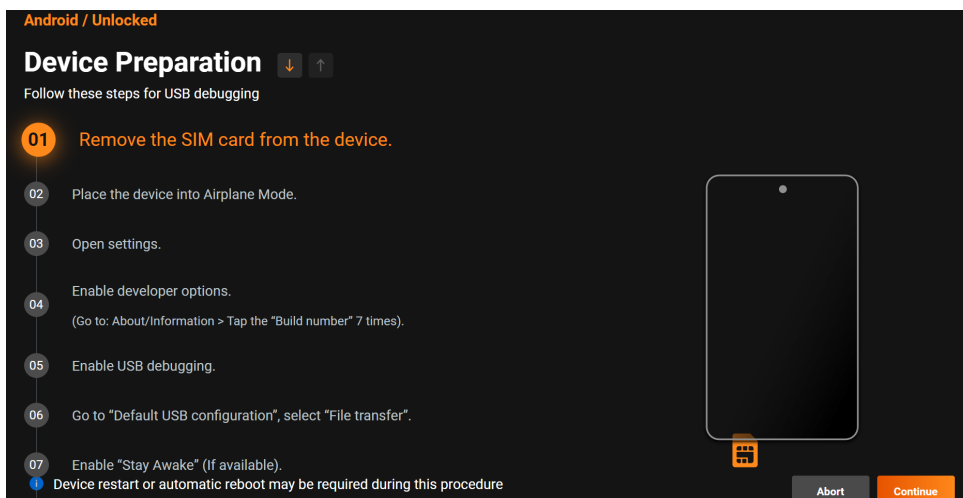 Android / Unlocked
Device Preparation ↓ ↑
Follow these steps for USB debugging
01 Remove the SIM card from the device.
02 Place the device into Airplane Mode.
03 Open settings.
04 Enable developer options.
(Go to: About/Information > Tap the “Build number” 7 times).
05 Enable USB debugging.
06 Go to “Default USB configuration”, select “File transfer”.
07 Enable “Stay Awake” (If available).
i Device restart or automatic reboot may be required during this procedure
Abort Continue